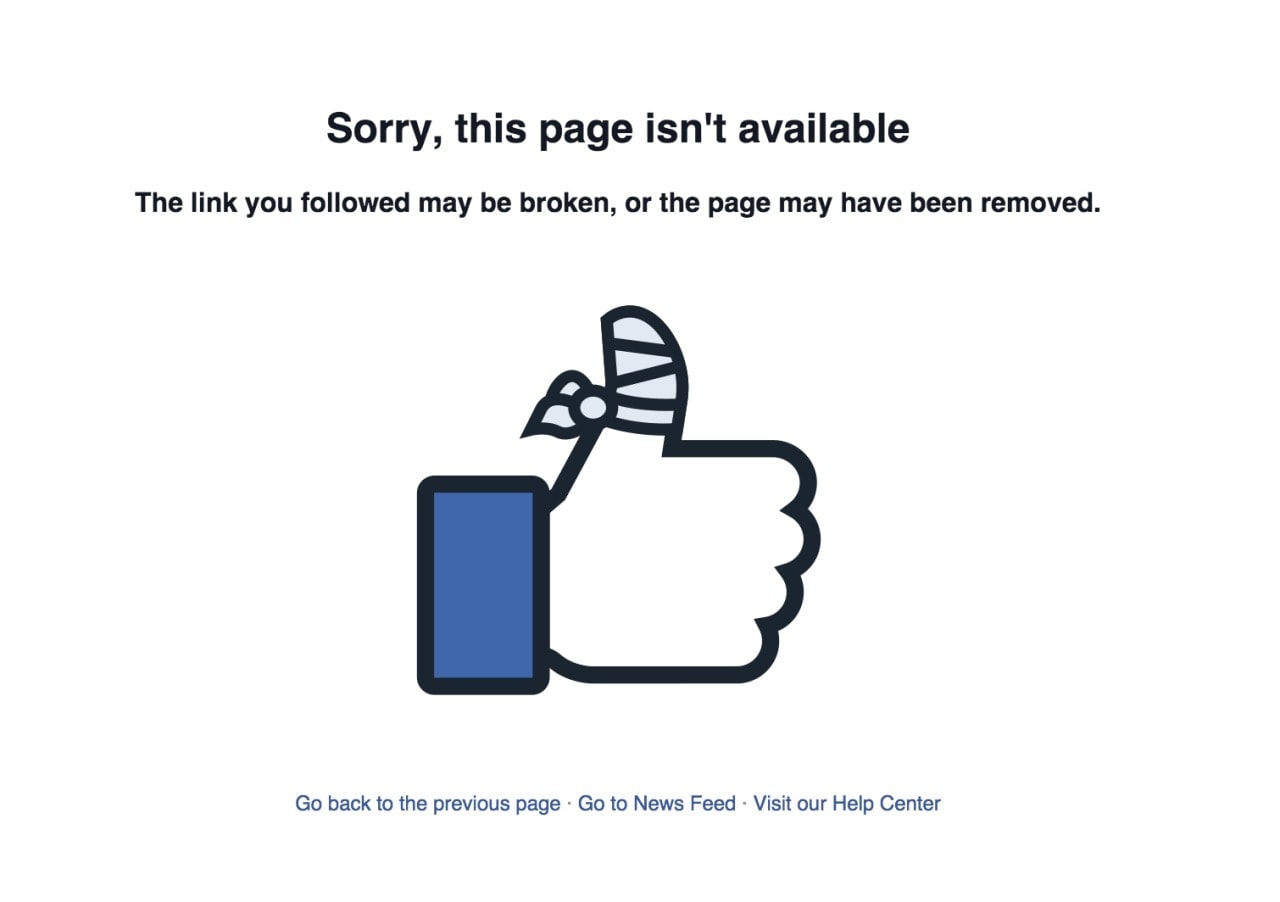 Sorry, this page isn't available
The link you followed may be broken, or the page may have been removed.
Go back to the previous page · Go to News Feed · Visit our Help Center